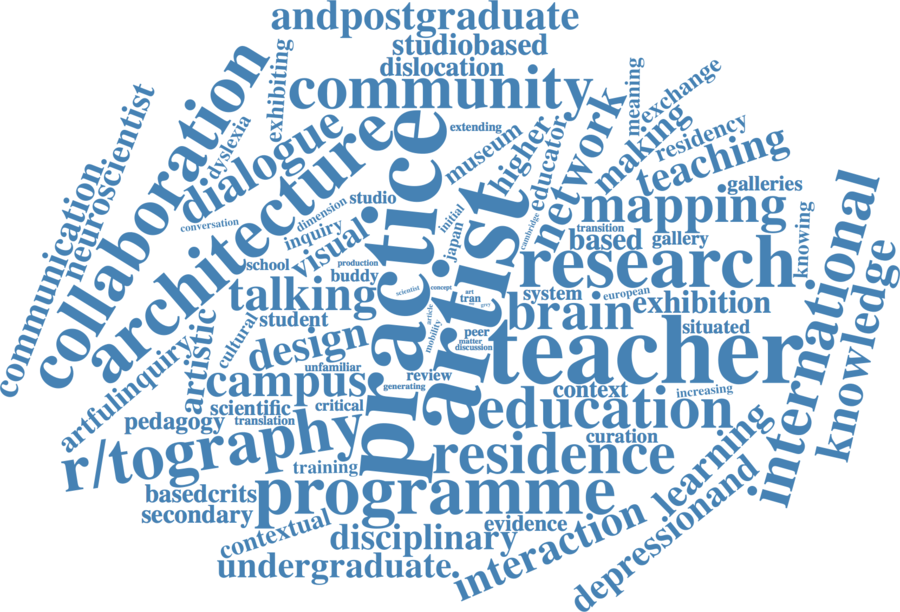 andpostgraduate
studiobased
dislocation
community
exhibiting
collaboration
dyslexia
dialogue
architecture
neuroscientist
communication
conversation
dimension
studio
inquiry
visual
school
production
buddy
talking
student
cultural
artistic
design
unfamiliar
campus
artfulinquiry
scientific
critical
pedagogy
translation
r/tography
training
basedcrits
secondary
contextual
undergraduate.
disciplinary
programme
evidence
interaction
residence
practice
artist
extending
museum
higher
educator
network
meaning
exchange
making
residency
teaching
galleries
mapping
initial
japan
transition
based
gallery
knowing
research
system
european
exhibition
brain
situated
scientist
concept
art
tran
grey
article
mobility
peer
matter
discussion
review
generating
teacher
context
increasing
education
curation
learning
depressionand
international
knowledge